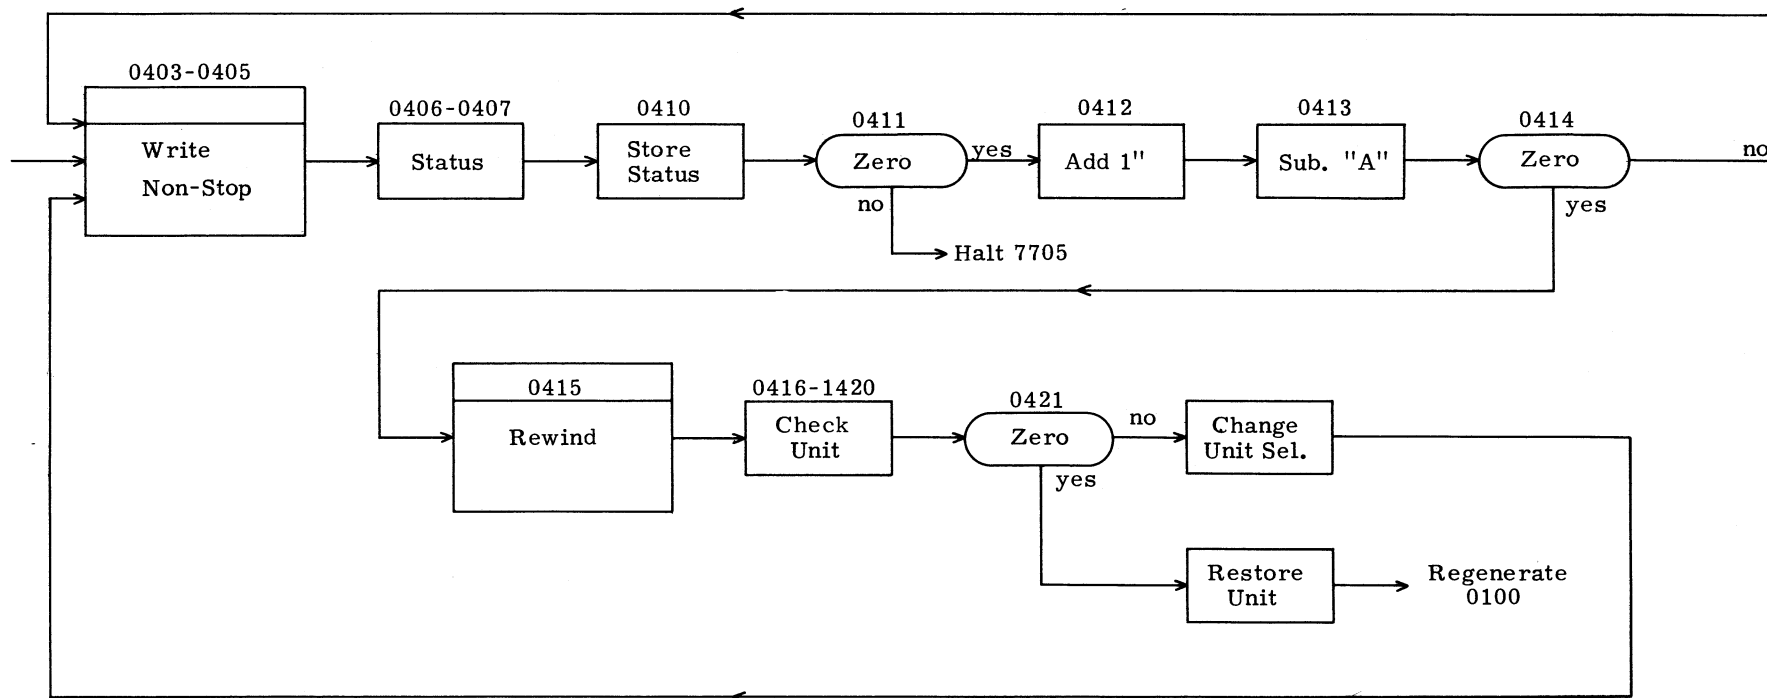 0403-0405
Write
Non-Stop
0406-0407
Status
0410
Store
Status
0411
Zero
yes
no
Halt 7705
0412
Add 1"
0413
Sub. "A"
0414
Zero
no
yes
0415
Rewind
0416-1420
Check
Unit
0421
Zero
no
yes
Change
Unit Sel.
Restore
Unit
Regenerate
0100